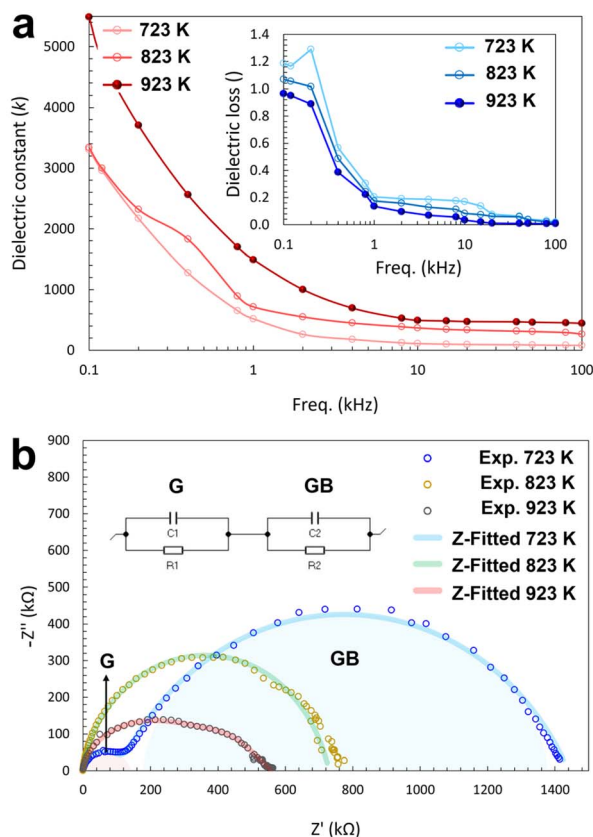 a
5000
4000
3000
2000
1000
0
Dielectric constant (k)
723 K
823 K
923 K
0.1
1
10
100
Freq. (kHz)
1.4
1.2
1.0
0.8
0.6
0.4
0.2
0.0
Dielectric loss ()
723 K
823 K
923 K
0.1
1
10
100
Freq. (kHz)
b
900
800
700
600
500
400
300
200
100
0
-Z'' (kΩ)
G
GB
C1
C2
R1
R2
Exp. 723 K
Exp. 823 K
Exp. 923 K
Z-Fitted 723 K
Z-Fitted 823 K
Z-Fitted 923 K
G
GB
0
200
400
600
800
1000
1200
1400
Z' (kΩ)